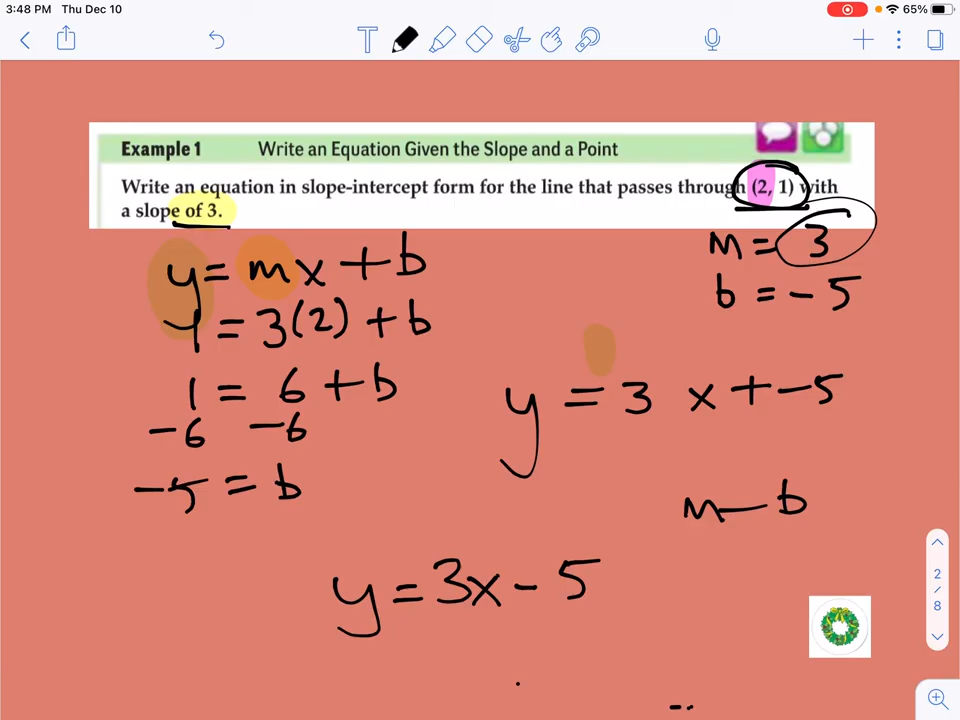 3:48 PM Thu Dec 10
65%
T
Example 1 Write an Equation Given the Slope and a Point
Write an equation in slope-intercept form for the line that passes through (2, 1) with
a slope of 3.
m = 3
b = -5
y = mx + b
1 = 3(2) + b
1 = 6 + b
-6 -6
-5 = b
y = 3 x + -5
m - b
y = 3x - 5
2
/
8